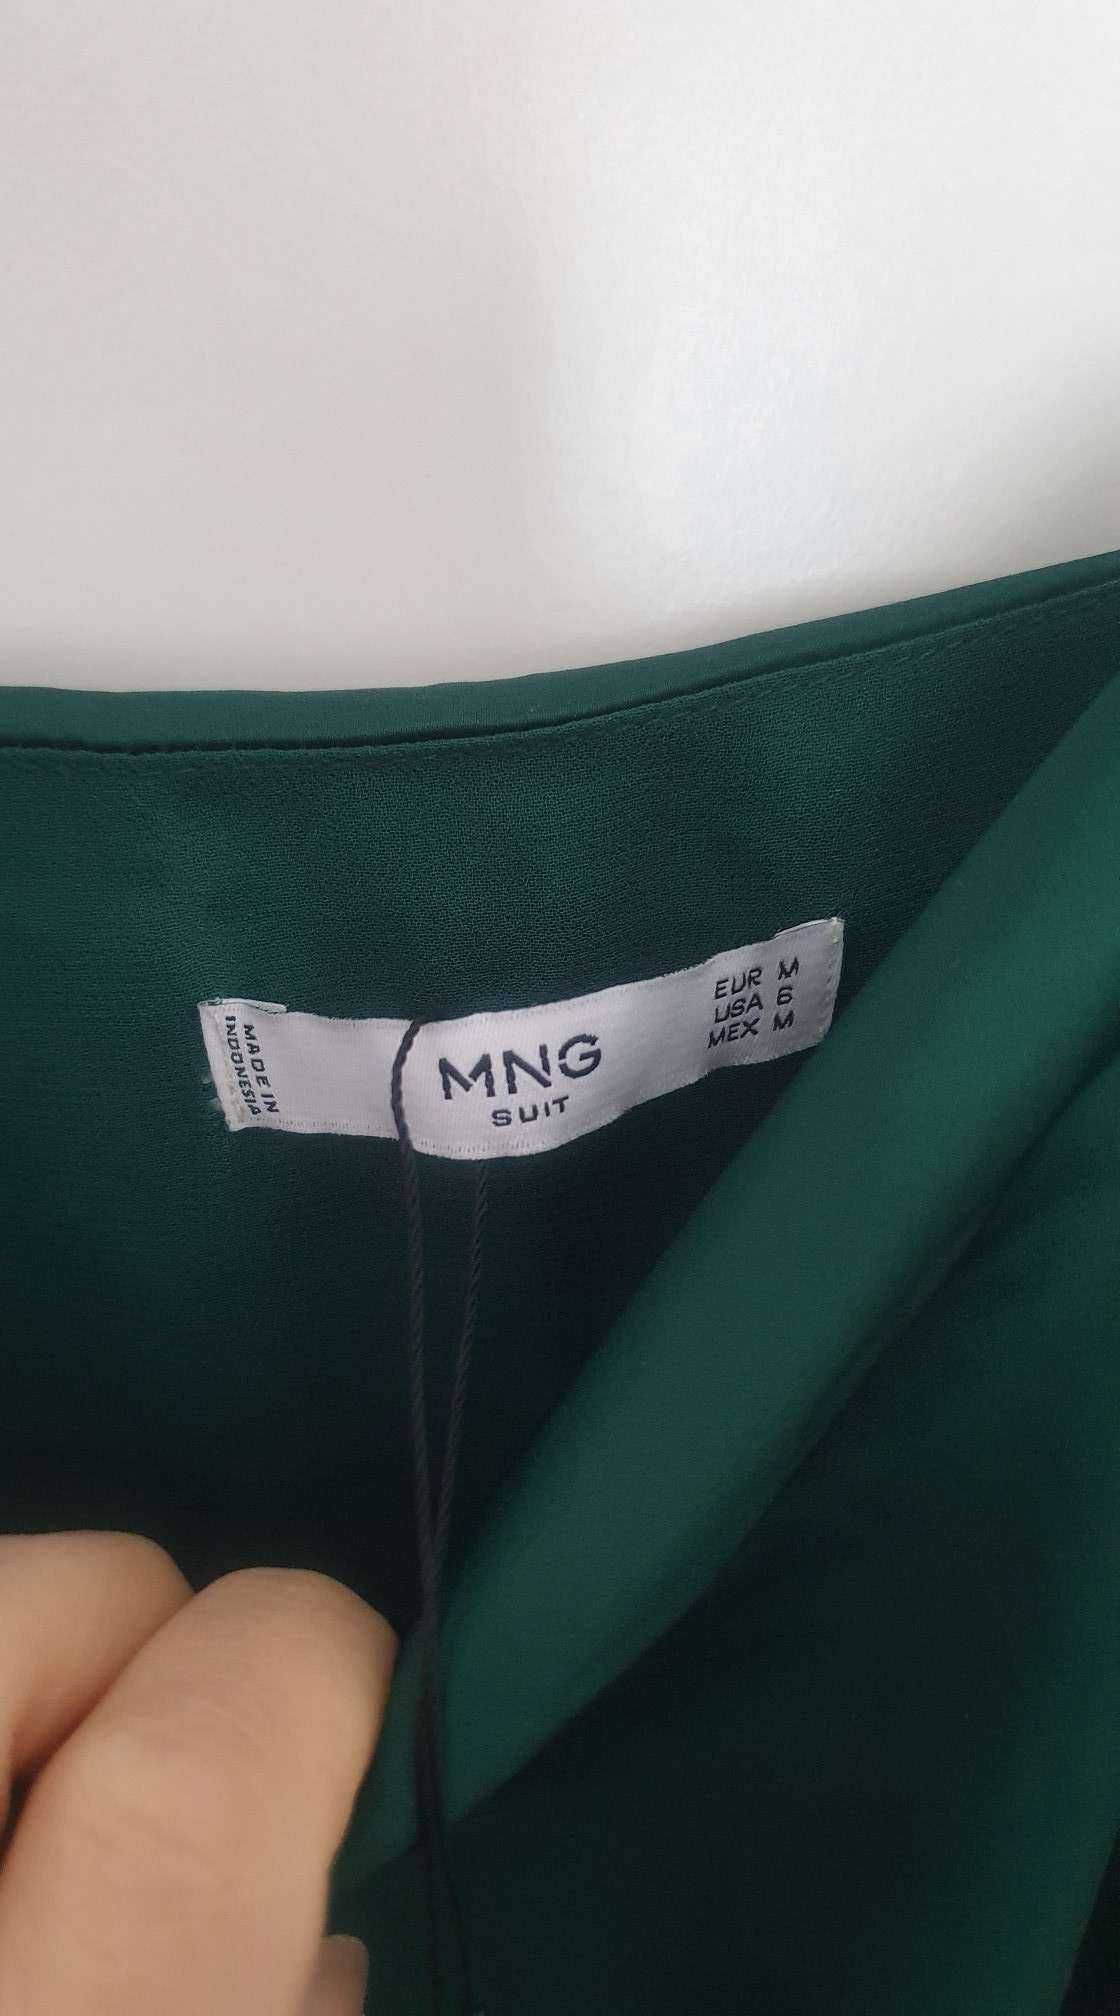 MADE IN
INDONESIA
MNG
SUIT
EUR M
USA 6
MEX M